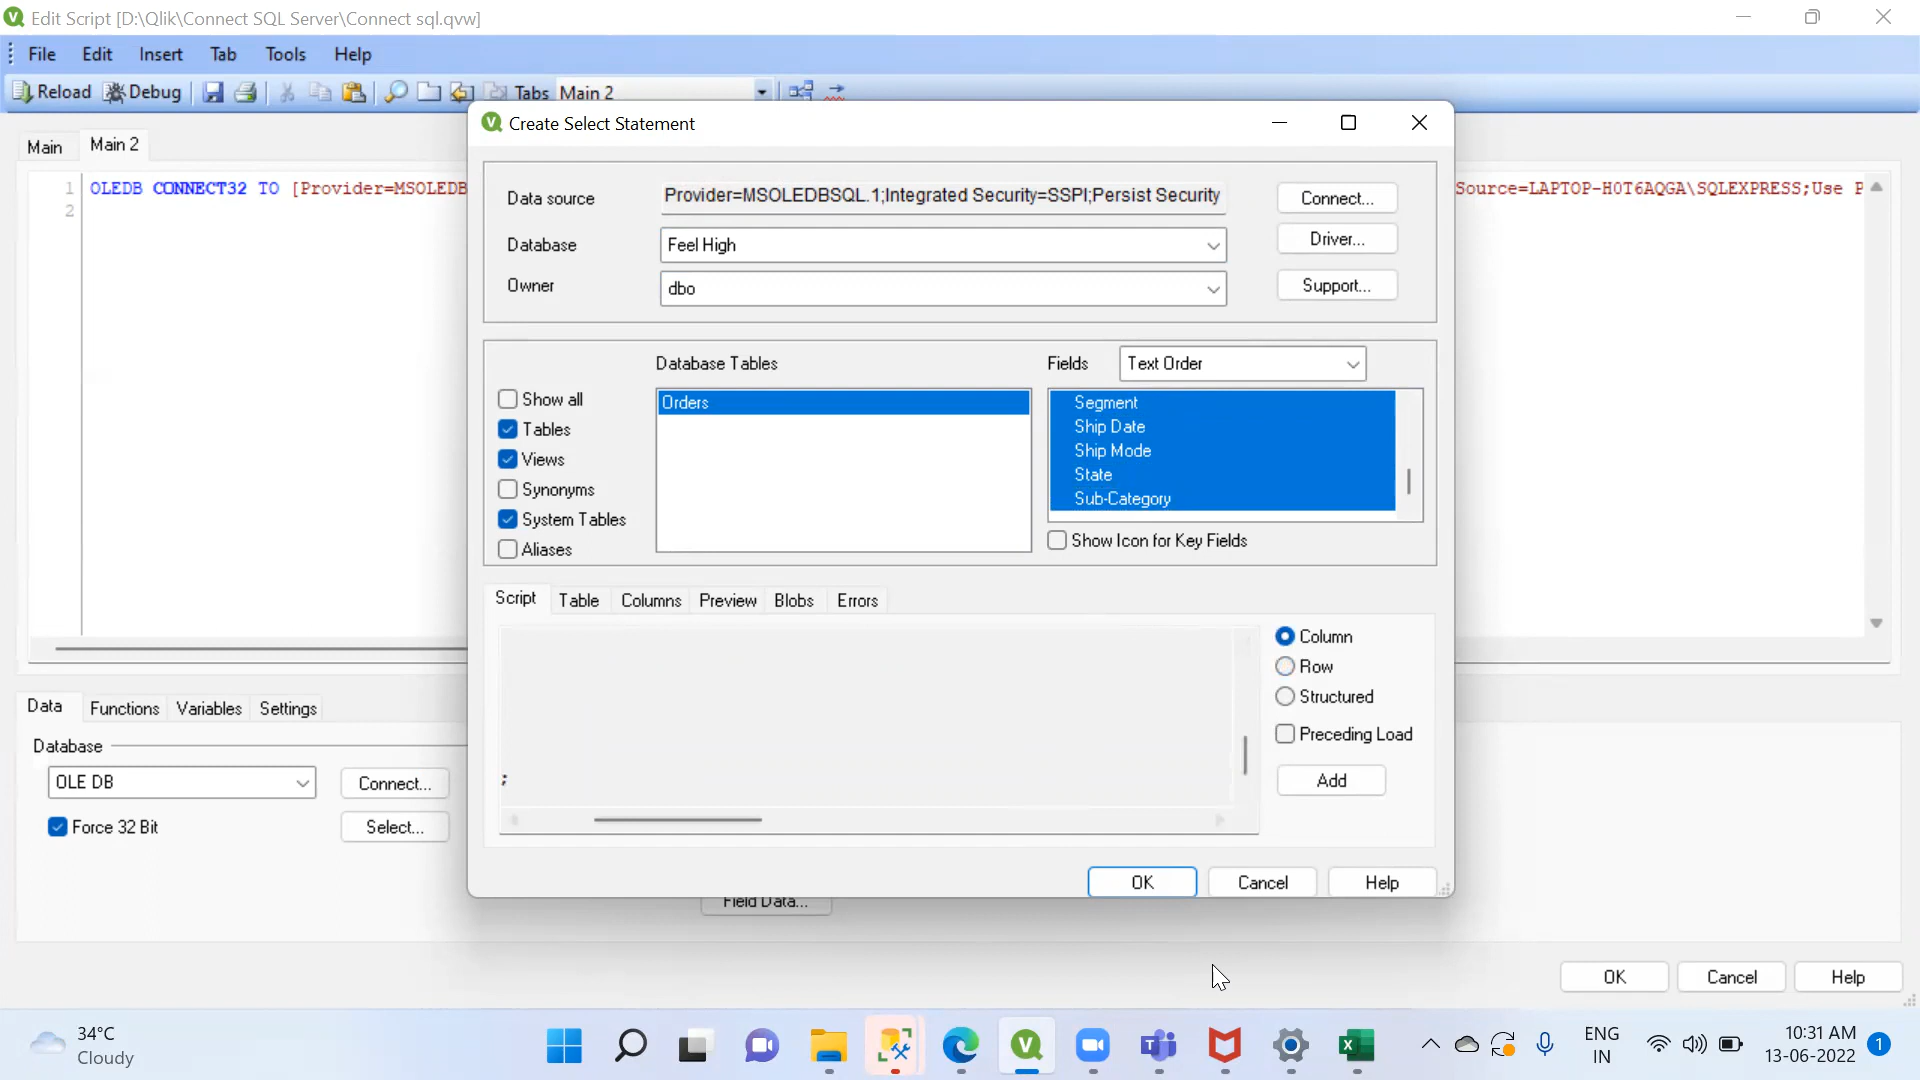 Edit Script [D:\Qlik\Connect SQL Server\Connect sql.qvw]
File Edit Insert Tab Tools Help
Reload Debug Tabs Main 2
Create Select Statement
Main Main 2
1 OLEDB CONNECT32 TO [Provider=MSOLEDB
Source=LAPTOP-H0T6AQGA\SQLEXPRESS;Use P
2
Data source Provider=MSOLEDBSQL.1;Integrated Security=SSPI;Persist Security Connect...
Database Feel High Driver...
Owner dbo Support...
Database Tables Fields Text Order
Show all
Tables
Views
Synonyms
System Tables
Aliases
Orders
Segment
Ship Date
Ship Mode
State
Sub-Category
Show Icon for Key Fields
Script Table Columns Preview Blobs Errors
;
Column
Row
Structured
Preceding Load
Add
OK Cancel Help
Data Functions Variables Settings
Database
OLE DB Connect...
Force 32 Bit Select...
Field Data...
OK Cancel Help
34°C
Cloudy
ENG
IN
10:31 AM
13-06-2022
1